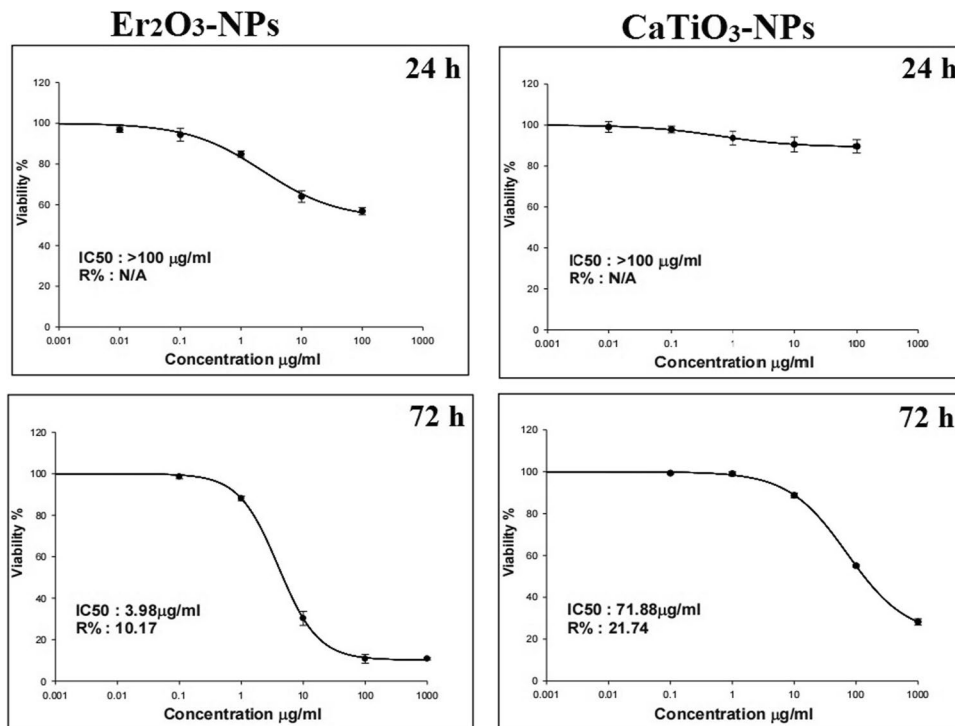 Er2O3-NPs
CaTiO3-NPs
24 h
120
100
80
60
40
20
0
Viability %
IC50 : >100 μg/ml
R% : N/A
0.001 0.01 0.1 1 10 100 1000
Concentration μg/ml
24 h
120
100
80
60
40
20
0
Viability %
IC50 : >100 μg/ml
R% : N/A
0.001 0.01 0.1 1 10 100 1000
Concentration μg/ml
72 h
120
100
80
60
40
20
0
Viability %
IC50 : 3.98μg/ml
R% : 10.17
0.001 0.01 0.1 1 10 100 1000
Concentration μg/ml
72 h
120
100
80
60
40
20
0
Viability %
IC50 : 71.88μg/ml
R% : 21.74
0.001 0.01 0.1 1 10 100 1000
Concentration μg/ml